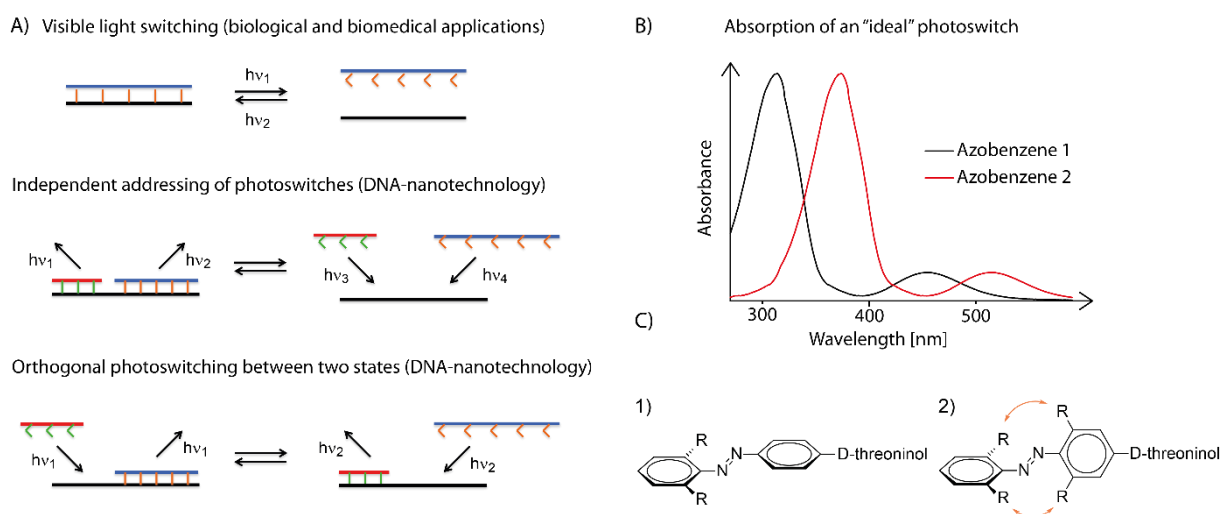 A) Visible light switching (biological and biomedical applications)
hν₁
hν₂
Independent addressing of photoswitches (DNA-nanotechnology)
hν₁
hν₂
hν₃
hν₄
Orthogonal photoswitching between two states (DNA-nanotechnology)
hν₁
hν₁
hν₂
hν₂
B) Absorption of an “ideal” photoswitch
Absorbance
Azobenzene 1
Azobenzene 2
300 400 500
Wavelength [nm]
C)
1)
R
N
N
R
D-threoninol
2)
R
R
N
N
R
R
D-threoninol